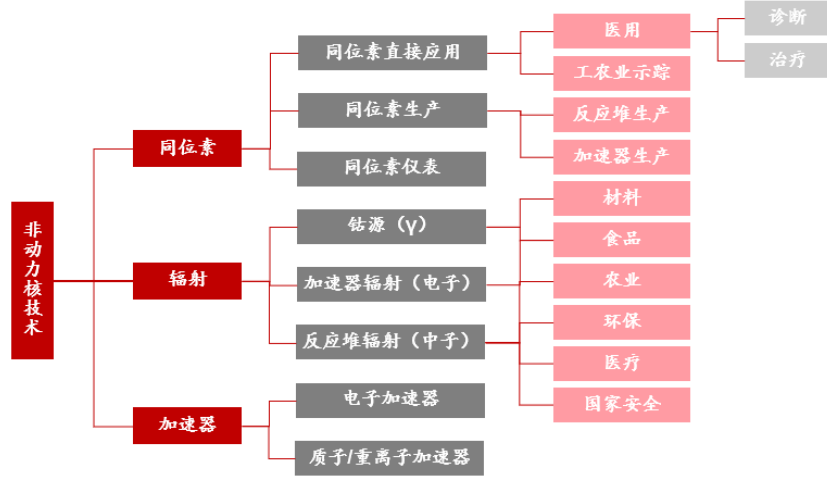 非动力核技术
同位素
同位素直接应用
医用
诊断
治疗
工农业示踪
同位素生产
反应堆生产
加速器生产
同位素仪表
辐射
钴源（γ）
加速器辐射（电子）
反应堆辐射（中子）
材料
食品
农业
环保
医疗
国家安全
加速器
电子加速器
质子/重离子加速器